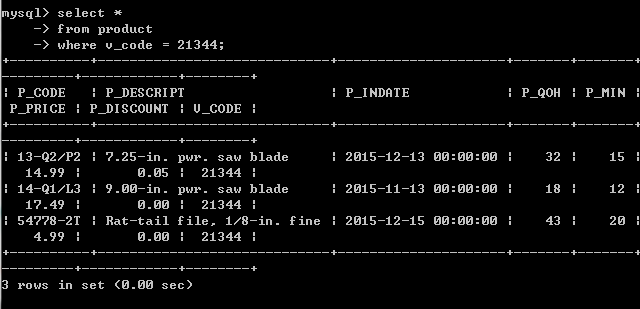 mysql> select *
    -> from product
    -> where v_code = 21344;
+----------+----------------------------+---------------------+-------+-------+
---------+------------+--------+
| P_CODE   | P_DESCRIPT                 | P_INDATE            | P_QOH | P_MIN |
 P_PRICE | P_DISCOUNT | V_CODE |
+----------+----------------------------+---------------------+-------+-------+
---------+------------+--------+
| 13-Q2/P2 | 7.25-in. pwr. saw blade    | 2015-12-13 00:00:00 |    32 |    15 |
   14.99 |       0.05 | 21344 |
| 14-Q1/L3 | 9.00-in. pwr. saw blade    | 2015-11-13 00:00:00 |    18 |    12 |
   17.49 |       0.00 | 21344 |
| 54778-2T | Rat-tail file, 1/8-in. fine | 2015-12-15 00:00:00 |    43 |    20 |
    4.99 |       0.00 | 21344 |
+----------+----------------------------+---------------------+-------+-------+
---------+------------+--------+
3 rows in set (0.00 sec)